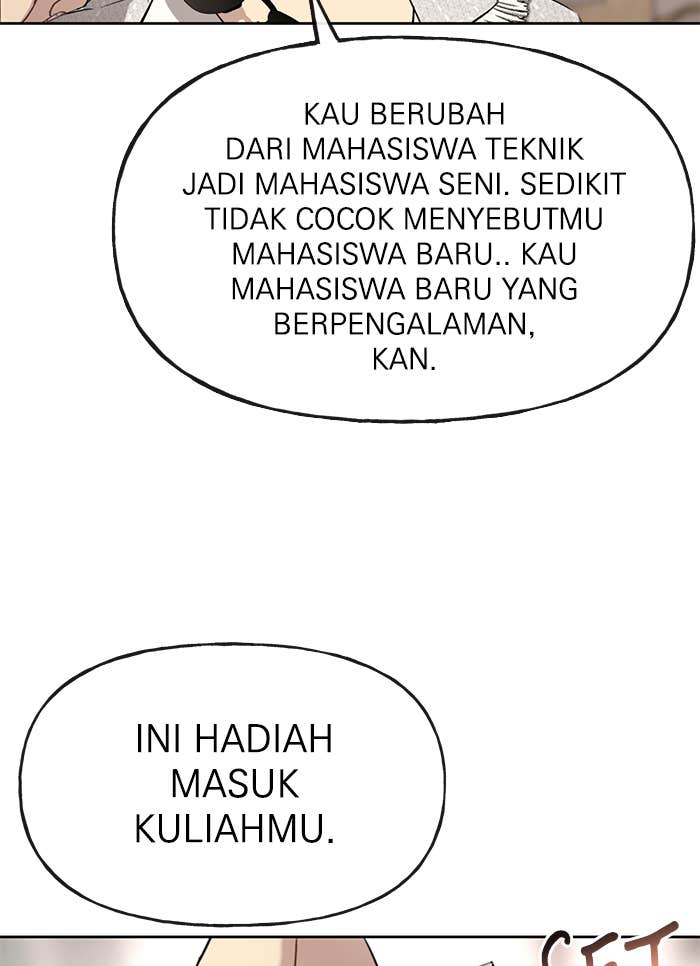 KAU BERUBAH
DARI MAHASISWA TEKNIK
JADI MAHASISWA SENI. SEDIKIT
TIDAK COCOK MENYEBUTMU
MAHASISWA BARU.. KAU
MAHASISWA BARU YANG
BERPENGALAMAN,
KAN.
INI HADIAH
MASUK
KULIAHMU.